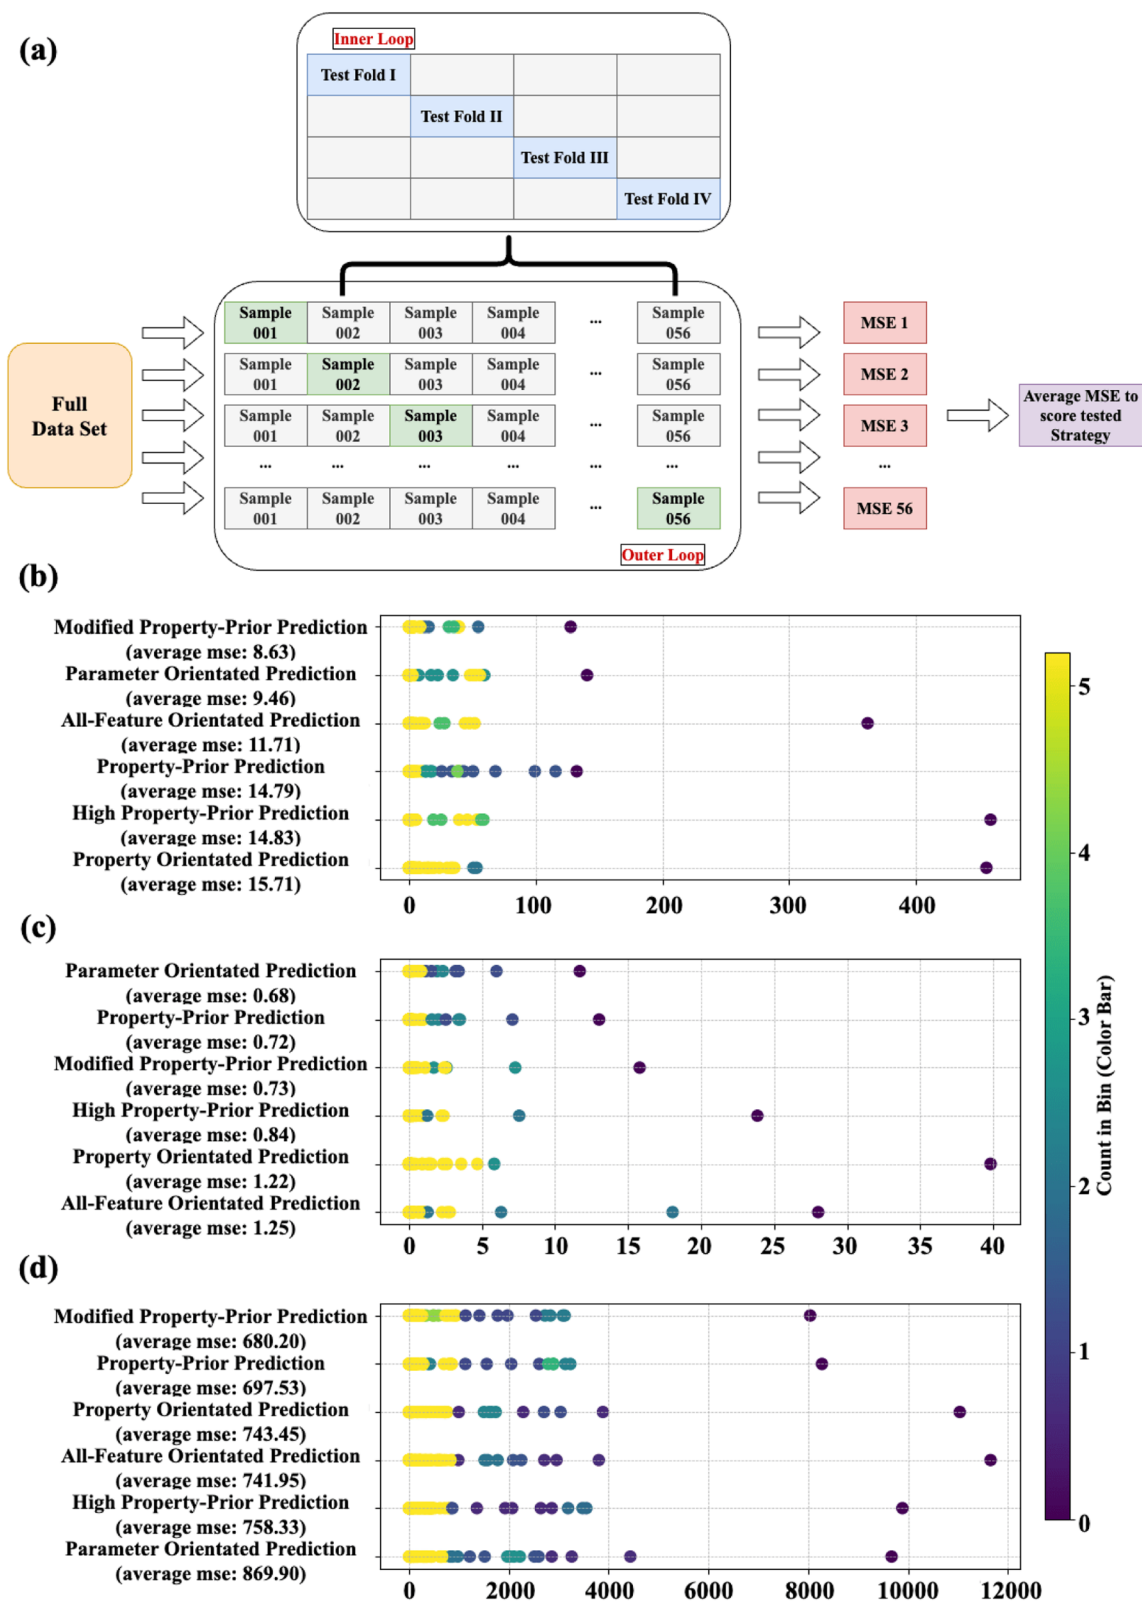 (a)
Inner Loop
Test Fold I
Test Fold II
Test Fold III
Test Fold IV
Full
Data Set
Sample
001
Sample
002
Sample
003
Sample
004
...
Sample
056
Sample
001
Sample
002
Sample
003
Sample
004
...
Sample
056
Sample
001
Sample
002
Sample
003
Sample
004
...
Sample
056
... ... ... ... ... ...
Sample
001
Sample
002
Sample
003
Sample
004
...
Sample
056
Outer Loop
MSE 1
MSE 2
MSE 3
...
MSE 56
Average MSE to
score tested
Strategy
(b)
Modified Property-Prior Prediction
(average mse: 8.63)
Parameter Orientated Prediction
(average mse: 9.46)
All-Feature Orientated Prediction
(average mse: 11.71)
Property-Prior Prediction
(average mse: 14.79)
High Property-Prior Prediction
(average mse: 14.83)
Property Orientated Prediction
(average mse: 15.71)
0 100 200 300 400
(c)
Parameter Orientated Prediction
(average mse: 0.68)
Property-Prior Prediction
(average mse: 0.72)
Modified Property-Prior Prediction
(average mse: 0.73)
High Property-Prior Prediction
(average mse: 0.84)
Property Orientated Prediction
(average mse: 1.22)
All-Feature Orientated Prediction
(average mse: 1.25)
0 5 10 15 20 25 30 35 40
(d)
Modified Property-Prior Prediction
(average mse: 680.20)
Property-Prior Prediction
(average mse: 697.53)
Property Orientated Prediction
(average mse: 743.45)
All-Feature Orientated Prediction
(average mse: 741.95)
High Property-Prior Prediction
(average mse: 758.33)
Parameter Orientated Prediction
(average mse: 869.90)
0 2000 4000 6000 8000 10000 12000
5
4
3
2
1
0
Count in Bin (Color Bar)